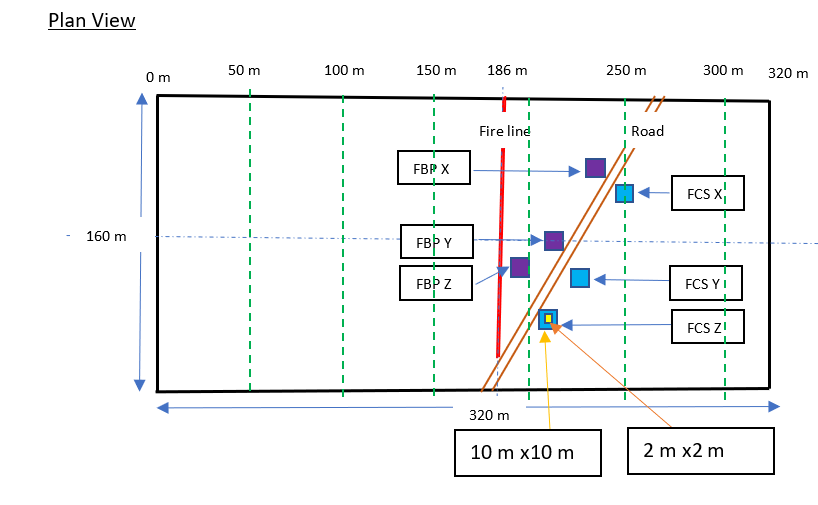 Plan View
0 m
50 m
100 m
150 m
186 m
250 m
300 m
320 m
Fire line
Road
FBP X
FCS X
160 m
FBP Y
FBP Z
FCS Y
FCS Z
320 m
10 m x10 m
2 m x2 m